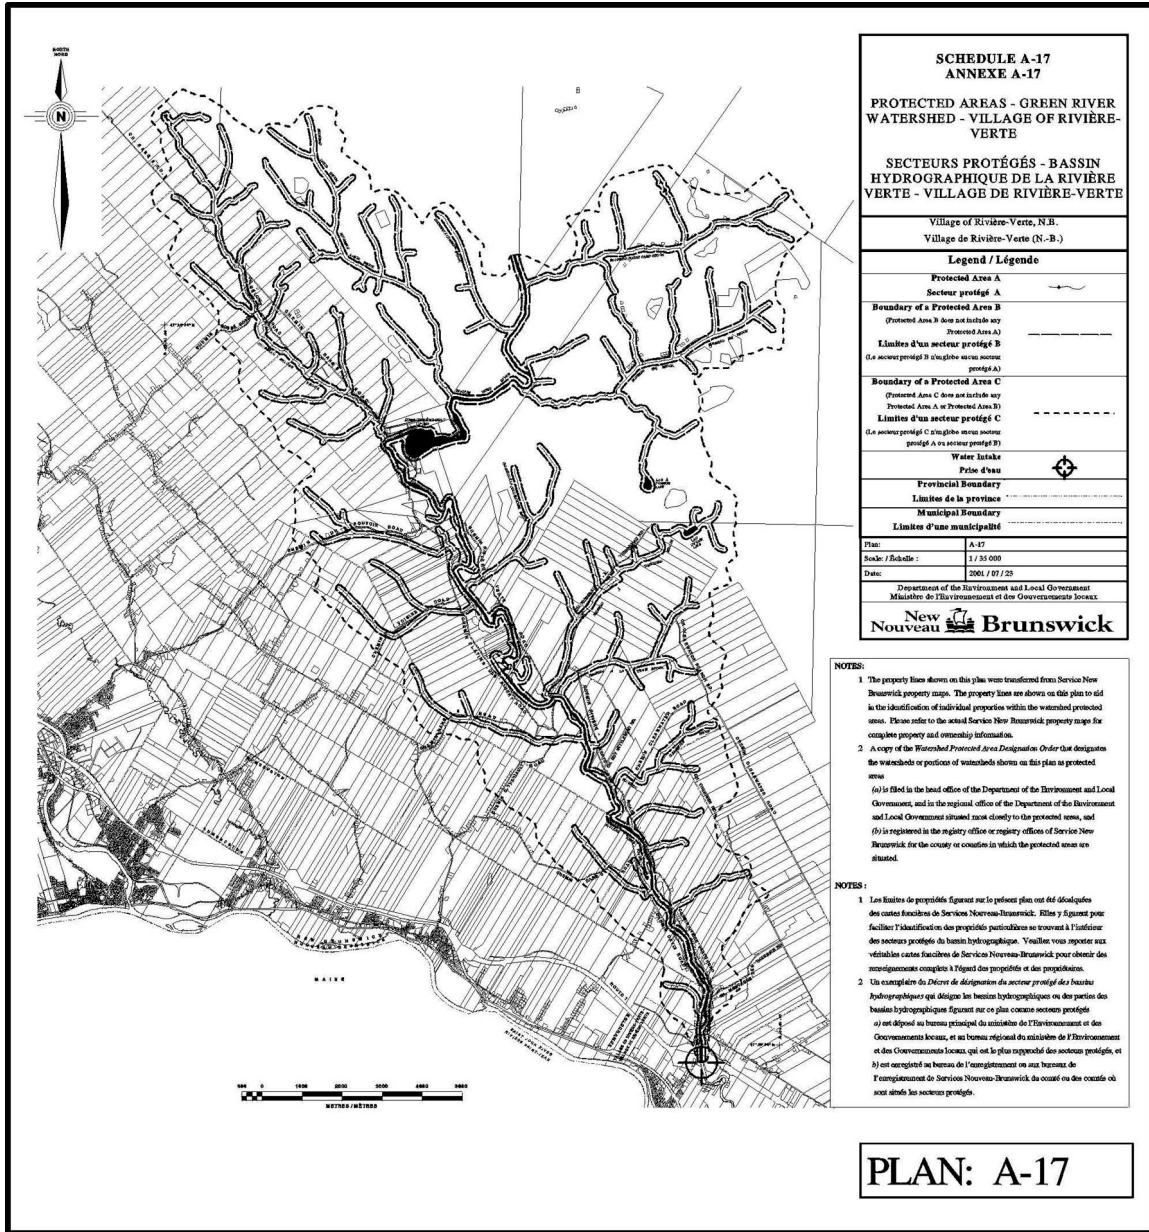 NORTH
NORD
N
SCHEDULE A-17
ANNEXE A-17
PROTECTED AREAS - GREEN RIVER
WATERSHED - VILLAGE OF RIVIÈRE-
VERTE
SECTEURS PROTÉGÉS - BASSIN
HYDROGRAPHIQUE DE LA RIVIÈRE
VERTE - VILLAGE DE RIVIÈRE-VERTE
Village of Rivière-Verte, N.B.
Village de Rivière-Verte (N.-B.)
Legend / Légende
Protected Area A
Secteur protégé A
Boundary of a Protected Area B
(Protected Area B does not include any
Protected Area A)
Limites d'un secteur protégé B
(Le secteur protégé B n'englobe aucun secteur
protégé A)
Boundary of a Protected Area C
(Protected Area C does not include any
Protected Area A or Protected Area B)
Limites d'un secteur protégé C
(Le secteur protégé C n'englobe aucun secteur
protégé A ou secteur protégé B)
Water Intake
Prise d'eau
Provincial Boundary
Limites de la province
Municipal Boundary
Limites d'une municipalité
Plan: A-17
Scale: / Échelle : 1 / 35 000
Date: 2001 / 07 / 23
Department of the Environment and Local Government
Ministère de l'Environnement et des Gouvernements locaux
New
Nouveau Brunswick
NOTES:
1 The property lines shown on this plan were transferred from Service New
Brunswick property maps. The property lines are shown on this plan to aid
in the identification of individual properties within the watershed protected
areas. Please refer to the actual Service New Brunswick property maps for
complete property and ownership information.
2 A copy of the Watershed Protected Area Designation Order that designates
the watersheds or portions of watersheds shown on this plan as protected
areas
(a) is filed in the head office of the Department of the Environment and Local
Government, and in the regional office of the Department of the Environment
and Local Government situated most closely to the protected areas, and
(b) is registered in the registry office or registry offices of Service New
Brunswick for the county or counties in which the protected areas are
situated.
NOTES :
1 Les limites de propriétés figurant sur le présent plan ont été décalquées
des cartes foncières de Services Nouveau-Brunswick. Elles y figurent pour
faciliter l'identification des propriétés particulières se trouvant à l'intérieur
des secteurs protégés du bassin hydrographique. Veuillez vous reporter aux
véritables cartes foncières de Services Nouveau-Brunswick pour obtenir des
renseignements complets à l'égard des propriétés et des propriétaires.
2 Un exemplaire du Décret de désignation du secteur protégé des bassins
hydrographiques qui désigne les bassins hydrographiques ou des parties des
bassins hydrographiques figurant sur ce plan comme secteurs protégés
a) est déposé au bureau principal du ministère de l'Environnement et des
Gouvernements locaux, et au bureau régional du ministère de l'Environnement
et des Gouvernements locaux qui est le plus rapproché des secteurs protégés, et
b) est enregistré au bureau de l'enregistrement ou aux bureaux de
l'enregistrement de Services Nouveau-Brunswick du comté ou des comtés où
sont situés les secteurs protégés.
MAINE
500 0 1000 2000 3000 4000 5000
METRES / MÈTRES
PLAN: A-17